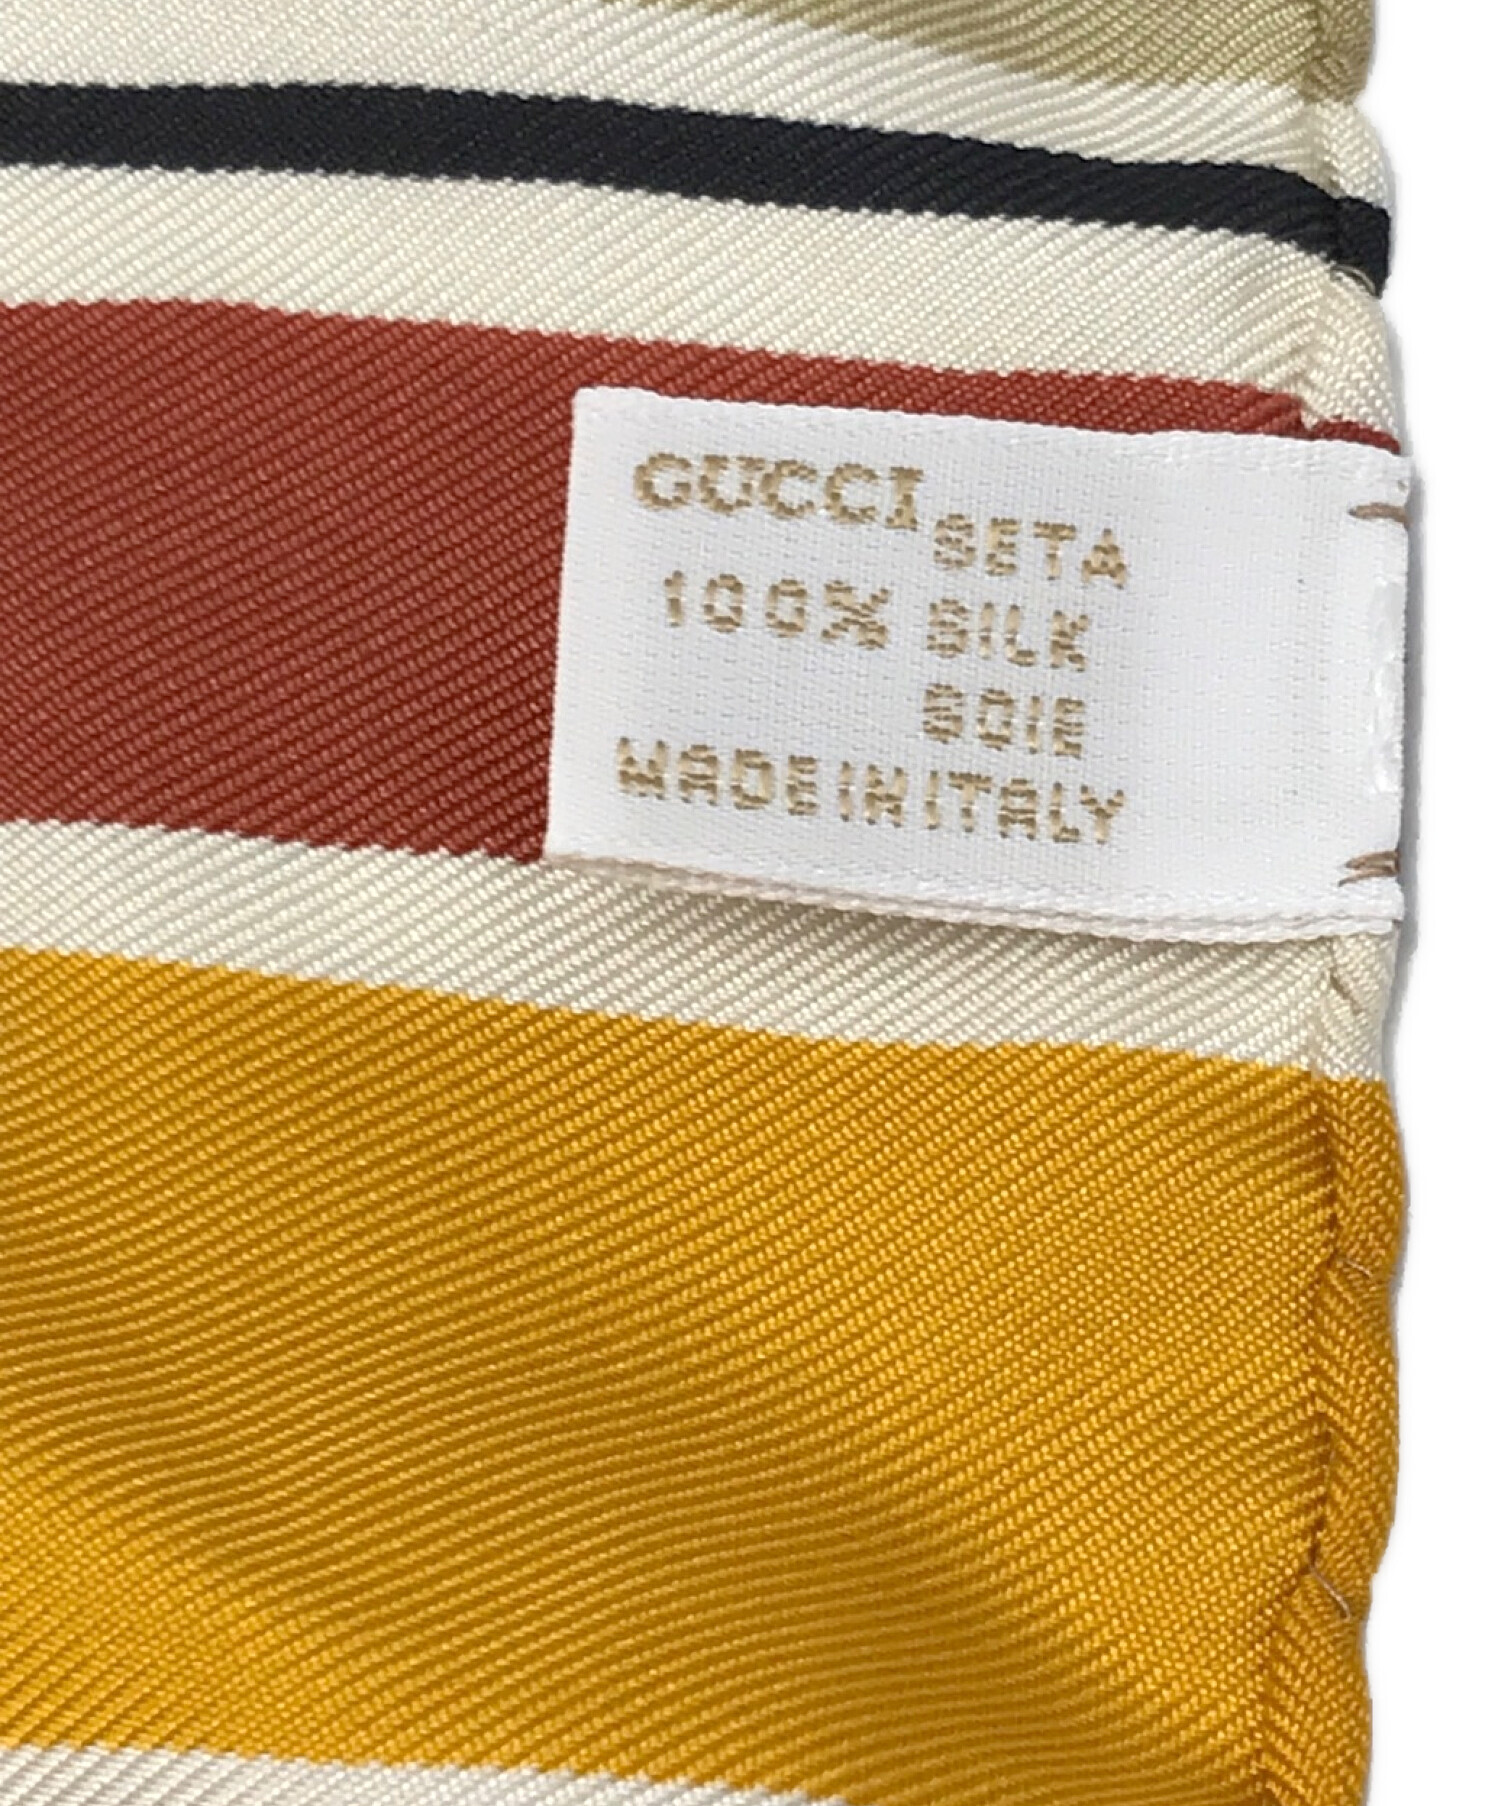 GUCCI SETA
100% SILK
SOIE
MADE IN ITALY